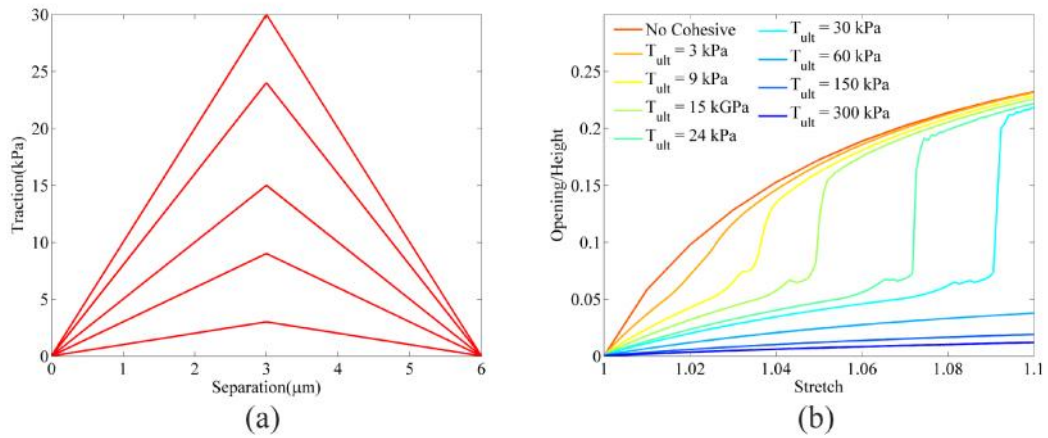 30
25
20
15
10
5
0
Traction(kPa)
0 1 2 3 4 5 6
Separation(μm)
(a)
No Cohesive
T_ult = 3 kPa
T_ult = 9 kPa
T_ult = 15 kGPa
T_ult = 24 kPa
T_ult = 30 kPa
T_ult = 60 kPa
T_ult = 150 kPa
T_ult = 300 kPa
0.25
0.2
0.15
0.1
0.05
0
Opening/Height
1 1.02 1.04 1.06 1.08 1.1
Stretch
(b)